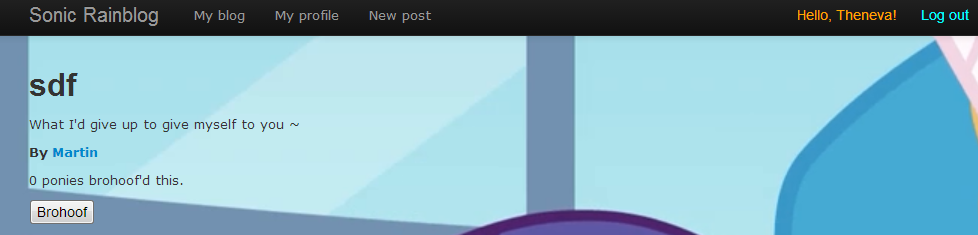 Sonic Rainblog My blog My profile New post Hello, Theneva! Log out
sdf
What I'd give up to give myself to you ~
By Martin
0 ponies brohoof'd this.
Brohoof